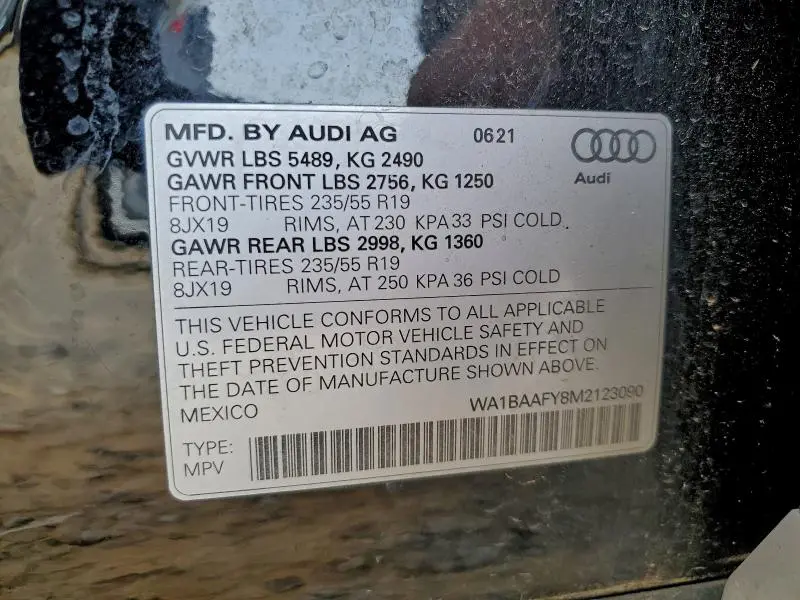 MFD. BY AUDI AG 0621
GVWR LBS 5489, KG 2490
Audi
GAWR FRONT LBS 2756, KG 1250
FRONT-TIRES 235/55 R19
8JX19 RIMS, AT 230 KPA 33 PSI COLD
GAWR REAR LBS 2998, KG 1360
REAR-TIRES 235/55 R19
8JX19 RIMS, AT 250 KPA 36 PSI COLD
THIS VEHICLE CONFORMS TO ALL APPLICABLE
U.S. FEDERAL MOTOR VEHICLE SAFETY AND
THEFT PREVENTION STANDARDS IN EFFECT ON
THE DATE OF MANUFACTURE SHOWN ABOVE.
MEXICO WA1BAAFY8M2123090
TYPE:
MPV